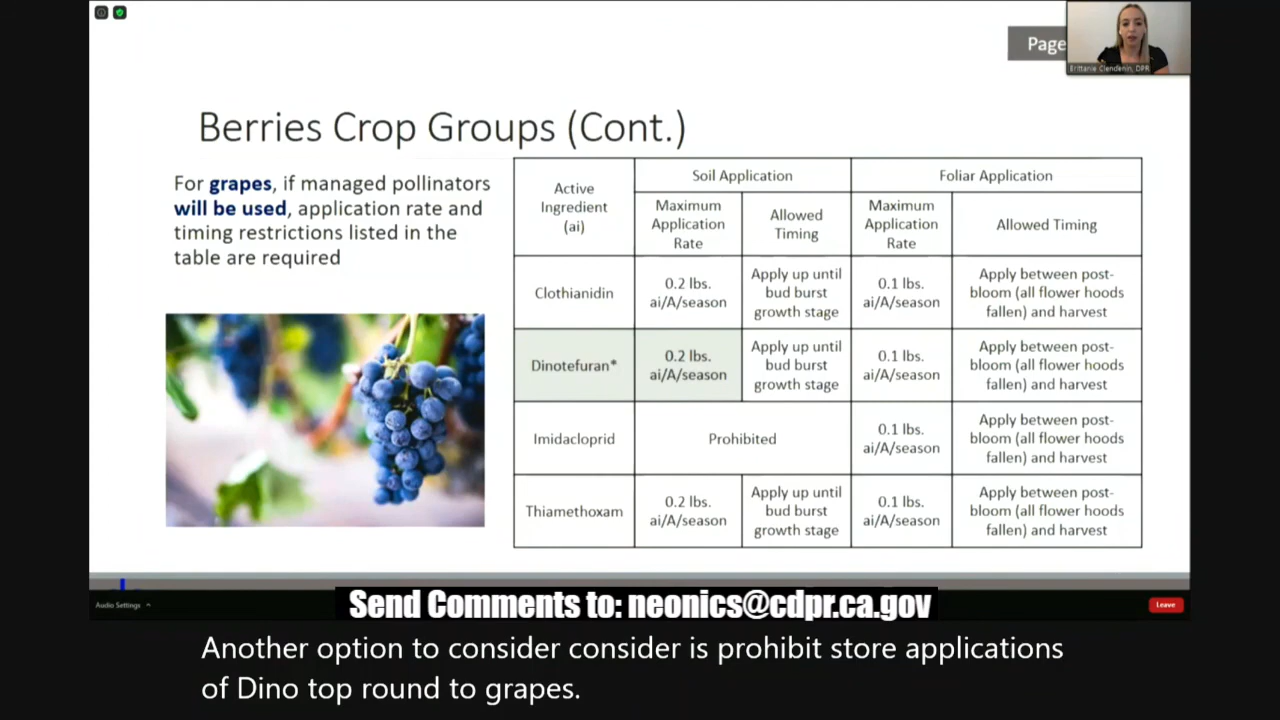 Page
Brittanie Clendenin, DPR
Berries Crop Groups (Cont.)
For grapes, if managed pollinators
will be used, application rate and
timing restrictions listed in the
table are required
Active
Ingredient
(ai)
Soil Application
Foliar Application
Maximum
Application
Rate
Allowed
Timing
Maximum
Application
Rate
Allowed Timing
Clothianidin
0.2 lbs.
ai/A/season
Apply up until
bud burst
growth stage
0.1 lbs.
ai/A/season
Apply between post-
bloom (all flower hoods
fallen) and harvest
Dinotefuran*
0.2 lbs.
ai/A/season
Apply up until
bud burst
growth stage
0.1 lbs.
ai/A/season
Apply between post-
bloom (all flower hoods
fallen) and harvest
Imidacloprid
Prohibited
0.1 lbs.
ai/A/season
Apply between post-
bloom (all flower hoods
fallen) and harvest
Thiamethoxam
0.2 lbs.
ai/A/season
Apply up until
bud burst
growth stage
0.1 lbs.
ai/A/season
Apply between post-
bloom (all flower hoods
fallen) and harvest
Audio Settings
Send Comments to: neonics@cdpr.ca.gov
Leave
Another option to consider consider is prohibit store applications
of Dino top round to grapes.